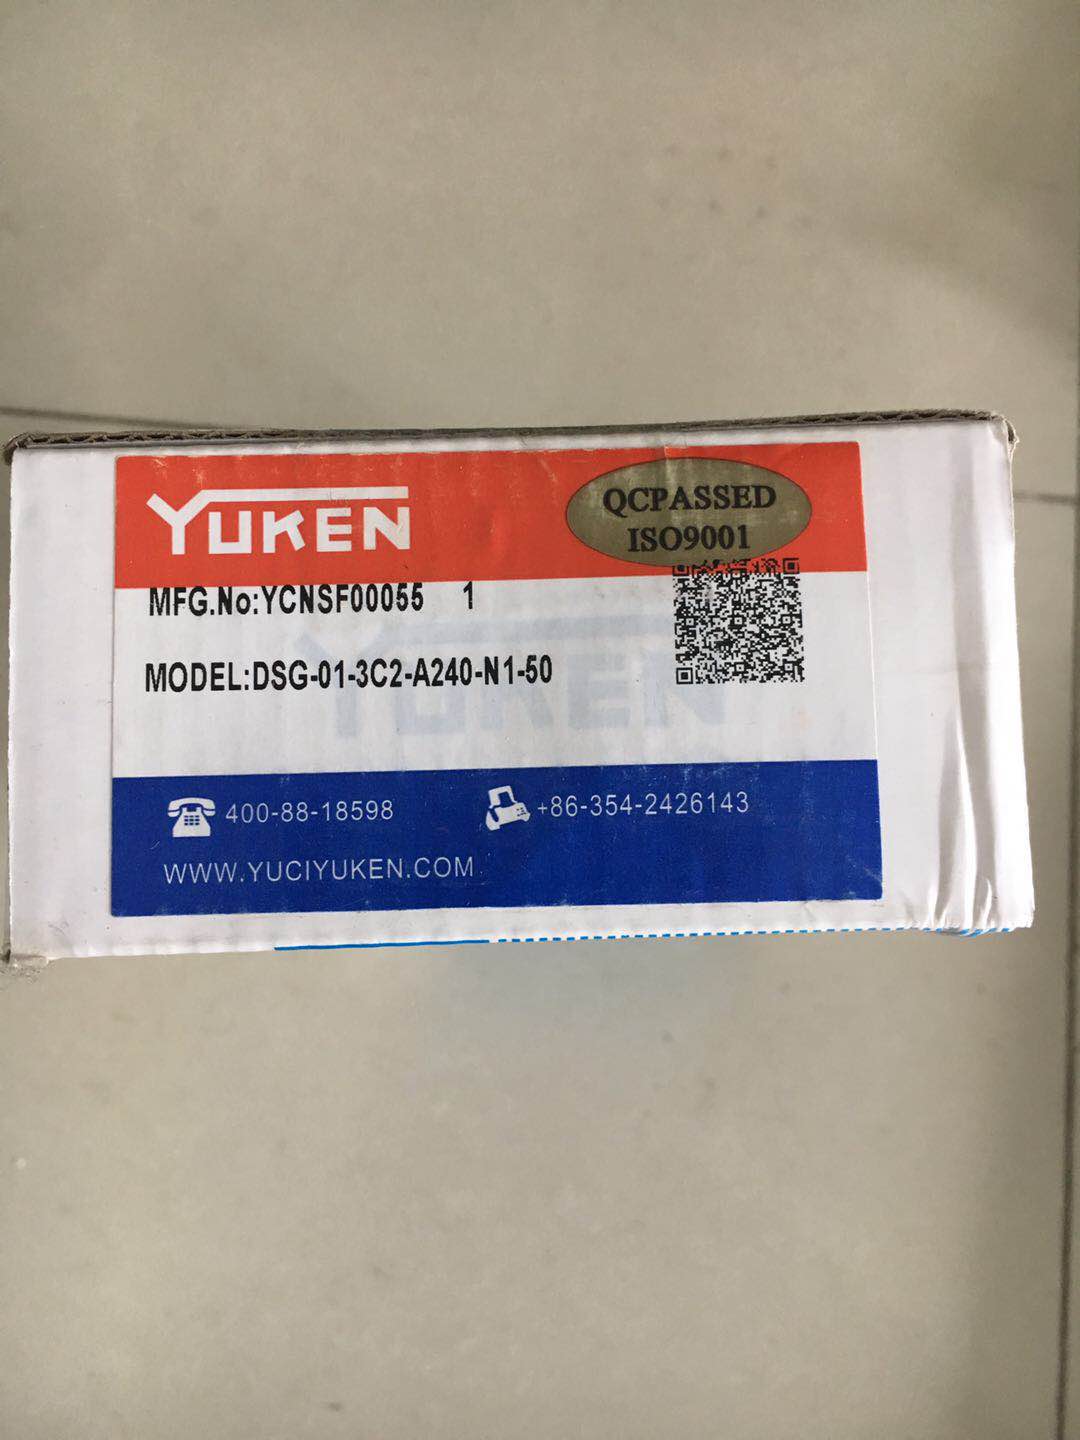 YUKEN
QCPASSED
ISO9001
MFG.No:YCNSF00055 1
MODEL:DSG-01-3C2-A240-N1-50
YUKEN
400-88-18598
+86-354-2426143
WWW.YUCIYUKEN.COM